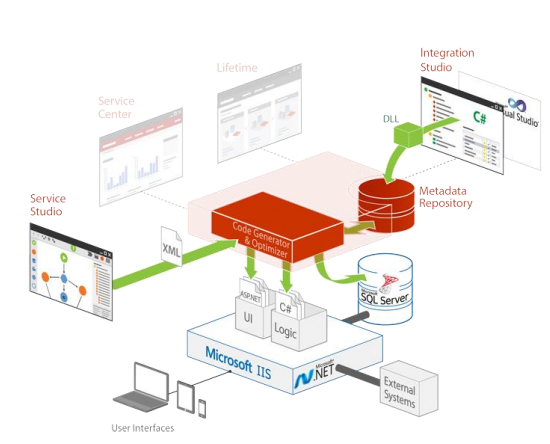 Integration
Studio
Lifetime
Service
Center
C#
ual Studio
DLL
Metadata
Repository
Service
Studio
XML
Code Generator
& Optimizer
ASP.NET
UI
C#
Logic
Microsoft
SQL Server
Microsoft IIS
Microsoft
.NET
External
Systems
User Interfaces